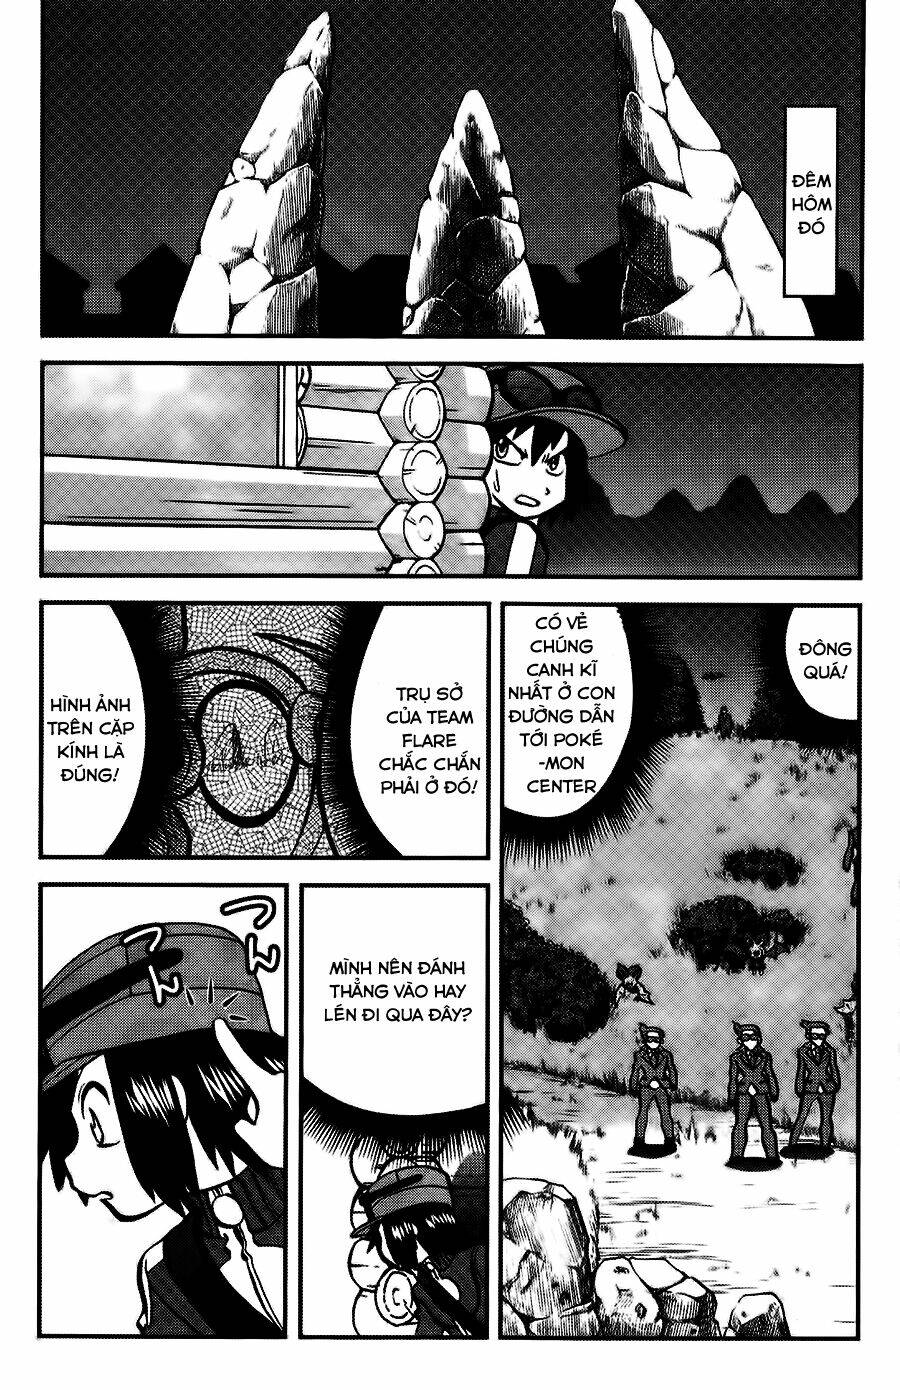 ĐÊM
HÔM
ĐÓ
ĐÔNG
QUÁ!
CÓ VẺ
CHÚNG
CANH KĨ
NHẤT Ở CON
ĐƯỜNG DẪN
TỚI POKÉ
-MON
CENTER
TRỤ SỞ
CỦA TEAM
FLARE
CHẮC CHẮN
PHẢI Ở ĐÓ!
HÌNH ẢNH
TRÊN CẶP
KÍNH LÀ
ĐÚNG!
MÌNH NÊN ĐÁNH
THẲNG VÀO HAY
LÉN ĐI QUA ĐÂY?
つん
つん